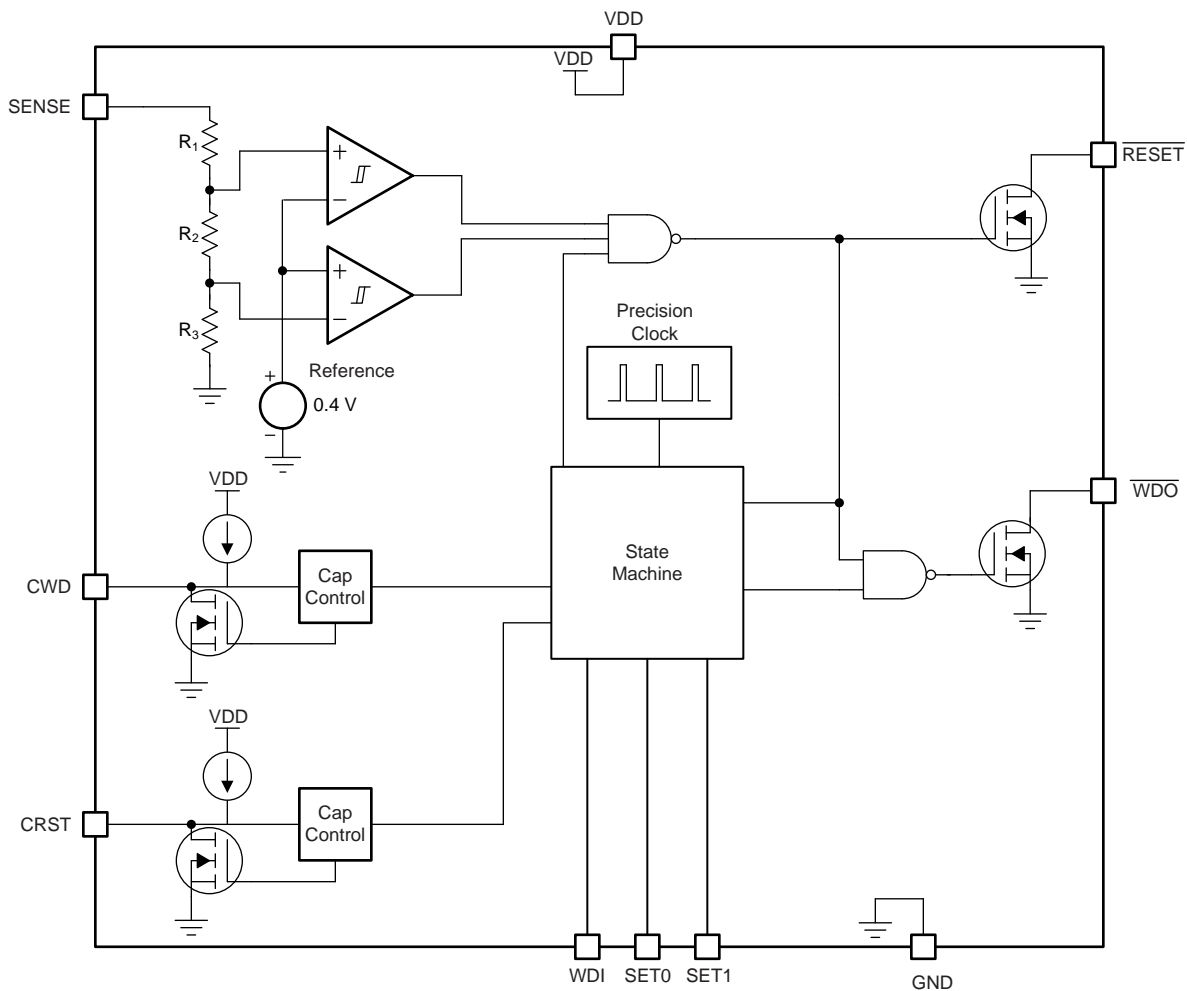 VDD
VDD
SENSE
R1
RESET
R2
R3
Precision
Clock
+
−
+
−
+
Reference
0.4 V
−
VDD
WDO
State
Machine
Cap
Control
CWD
VDD
Cap
Control
CRST
WDI
SET0
SET1
GND